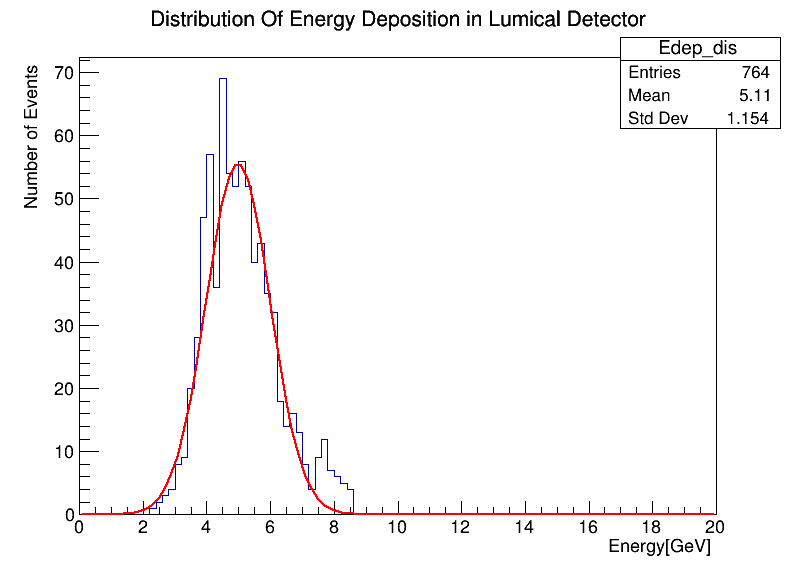 Distribution Of Energy Deposition in Lumical Detector
Edep_dis
Entries 764
Mean 5.11
Std Dev 1.154
Number of Events
70
60
50
40
30
20
10
0
0 2 4 6 8 10 12 14 16 18 20
Energy[GeV]